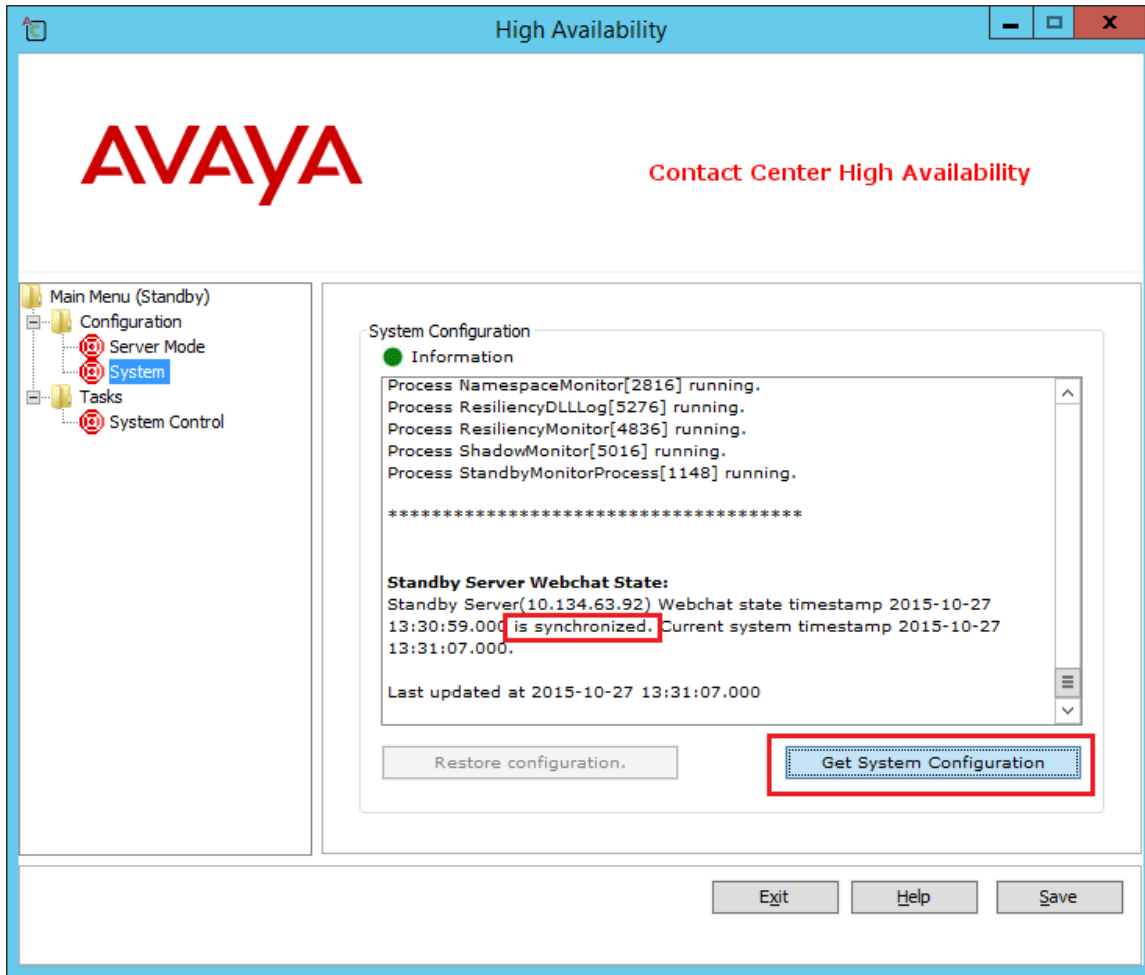 High Availability
AVAYA
Contact Center High Availability
Main Menu (Standby)
Configuration
Server Mode
System
Tasks
System Control
System Configuration
Information
Process NamespaceMonitor[2816] running.
Process ResiliencyDLLLog[5276] running.
Process ResiliencyMonitor[4836] running.
Process ShadowMonitor[5016] running.
Process StandbyMonitorProcess[1148] running.
**************************************
Standby Server Webchat State:
Standby Server(10.134.63.92) Webchat state timestamp 2015-10-27
13:30:59.000 is synchronized. Current system timestamp 2015-10-27
13:31:07.000.
Last updated at 2015-10-27 13:31:07.000
Restore configuration.
Get System Configuration
Exit
Help
Save